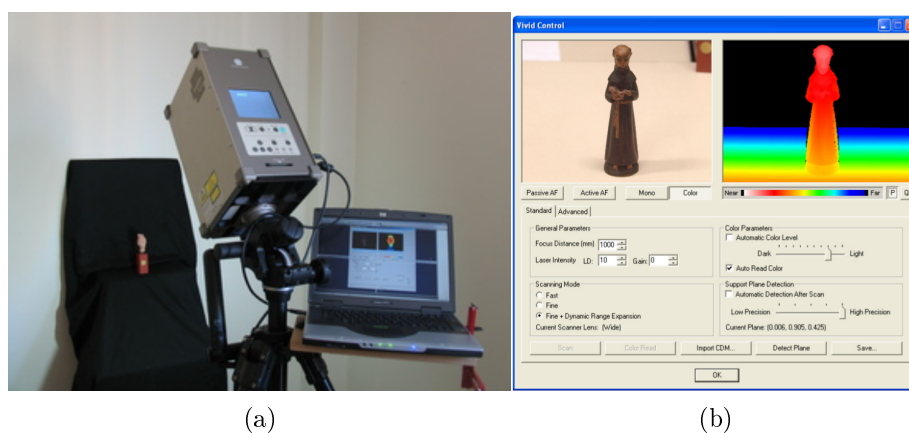 Vivid Control
Passive AF Active AF Mono Color Near Far P
Standard Advanced
General Parameters
Focus Distance (mm) 1000
Laser Intensity LD: 10 Gain: 0
Color Parameters
Automatic Color Level
Dark Light
Auto Read Color
Scanning Mode
Fast
Fine
Fine + Dynamic Range Expansion
Current Scanner Lens: (Wide)
Support Plane Detection
Automatic Detection After Scan
Low Precision High Precision
Current Plane: (0.006, 0.905, 0.425)
Scan Color Read Import CDM... Detect Plane Save...
OK
(a) (b)